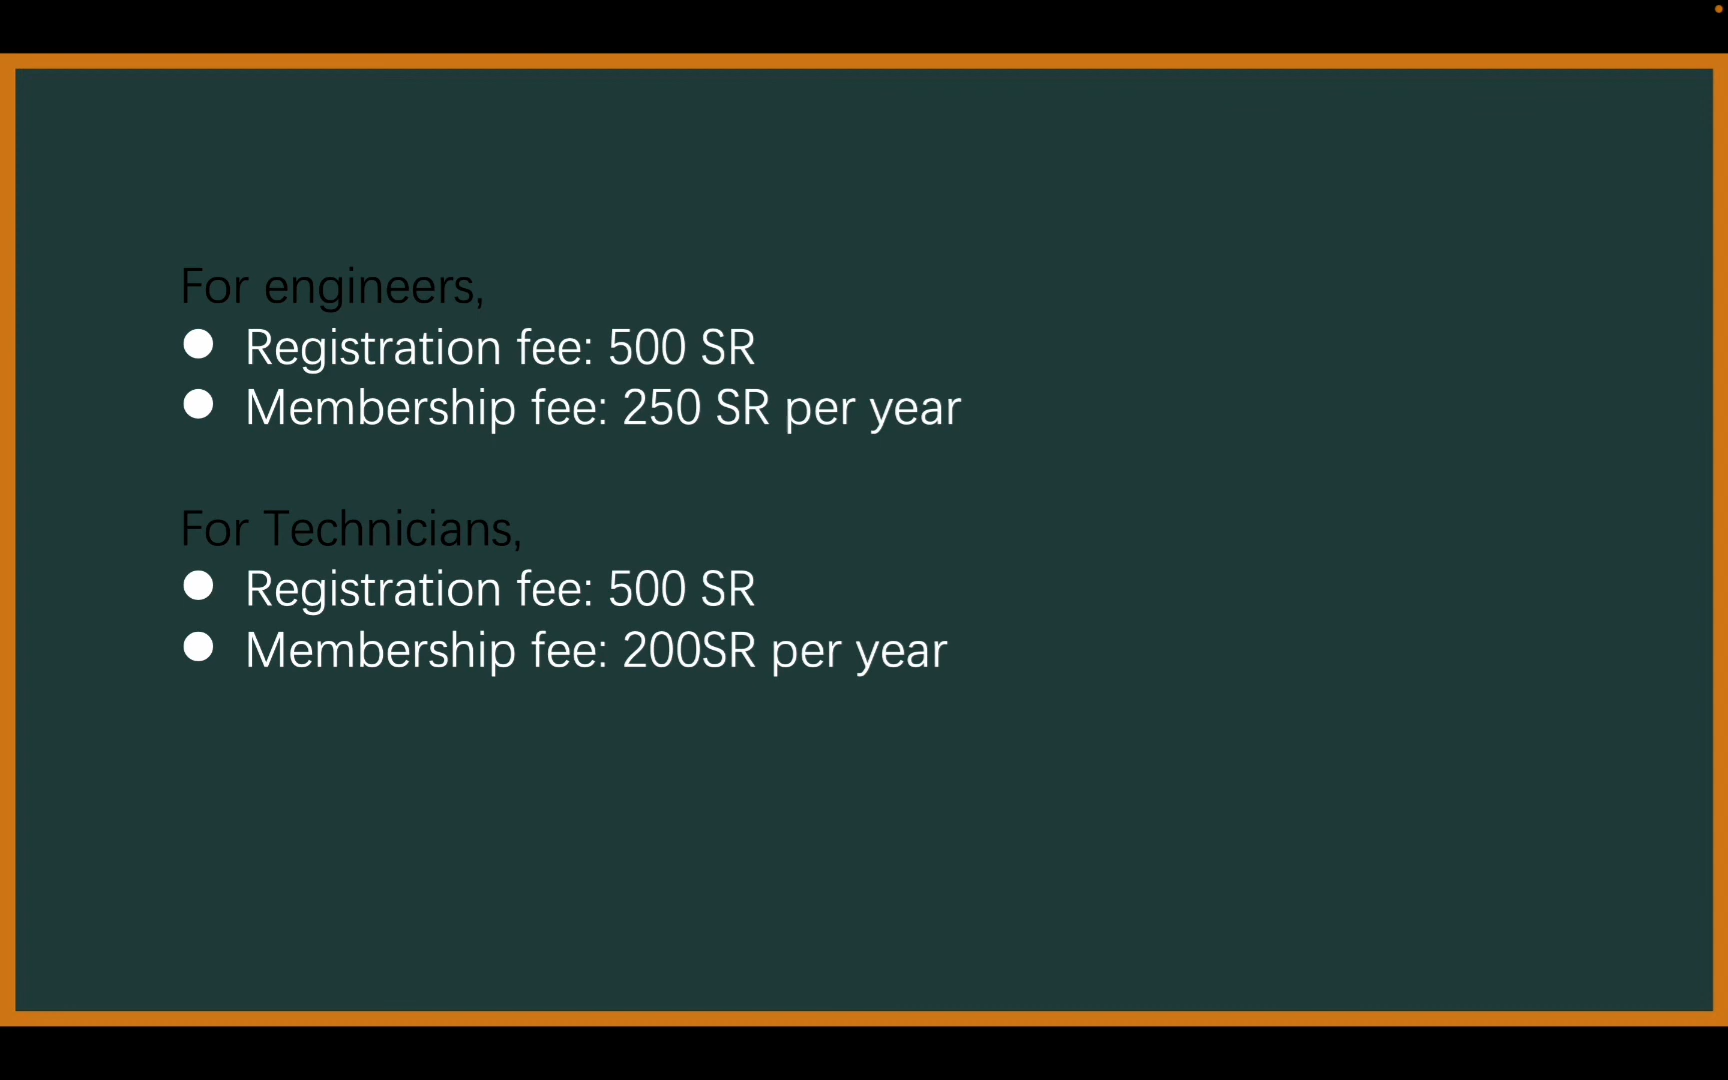 For engineers,
● Registration fee: 500 SR
● Membership fee: 250 SR per year
For Technicians,
● Registration fee: 500 SR
● Membership fee: 200SR per year